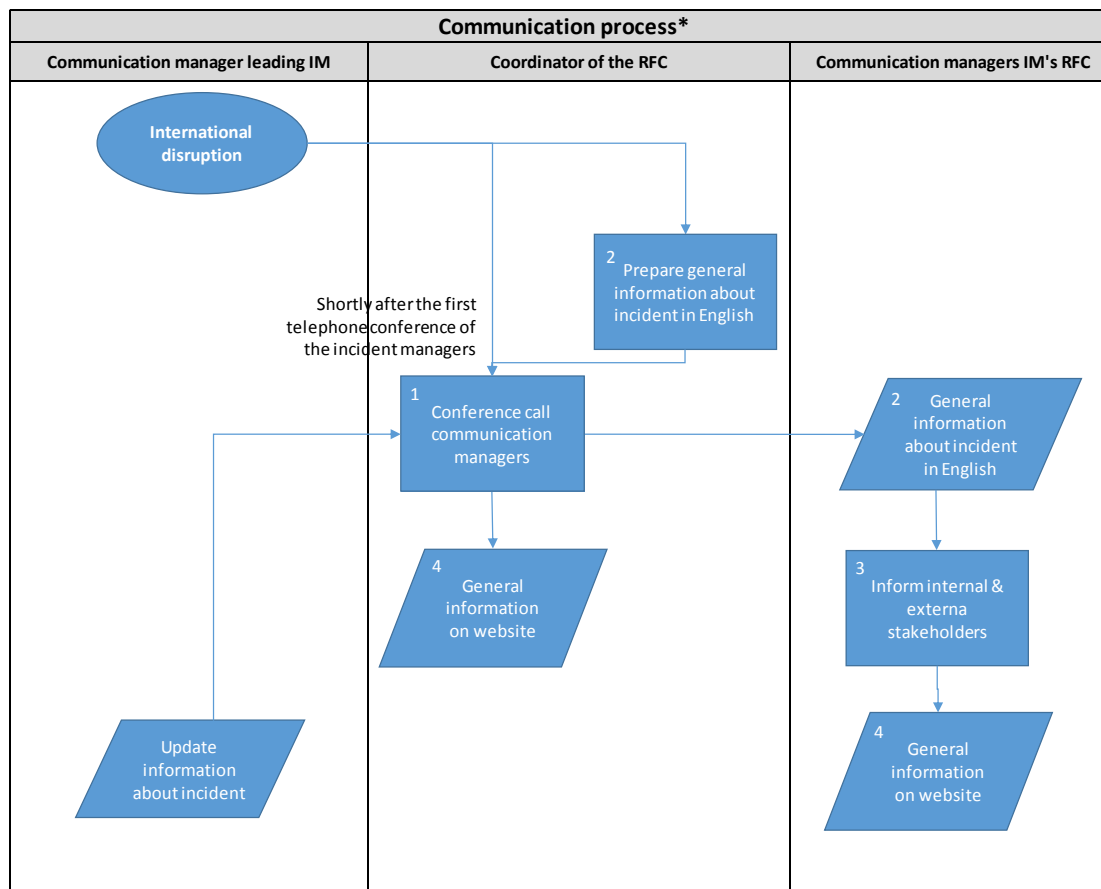 Communication process*
Communication manager leading IM
Coordinator of the RFC
Communication managers IM's RFC
International
disruption
2
Prepare general
information about
incident in English
Shortly after the first
telephone conference of
the incident managers
1
Conference call
communication
managers
2
General
information
about incident
in English
4
General
information
on website
3
Inform internal &
externa
stakeholders
Update
information
about incident
4
General
information
on website